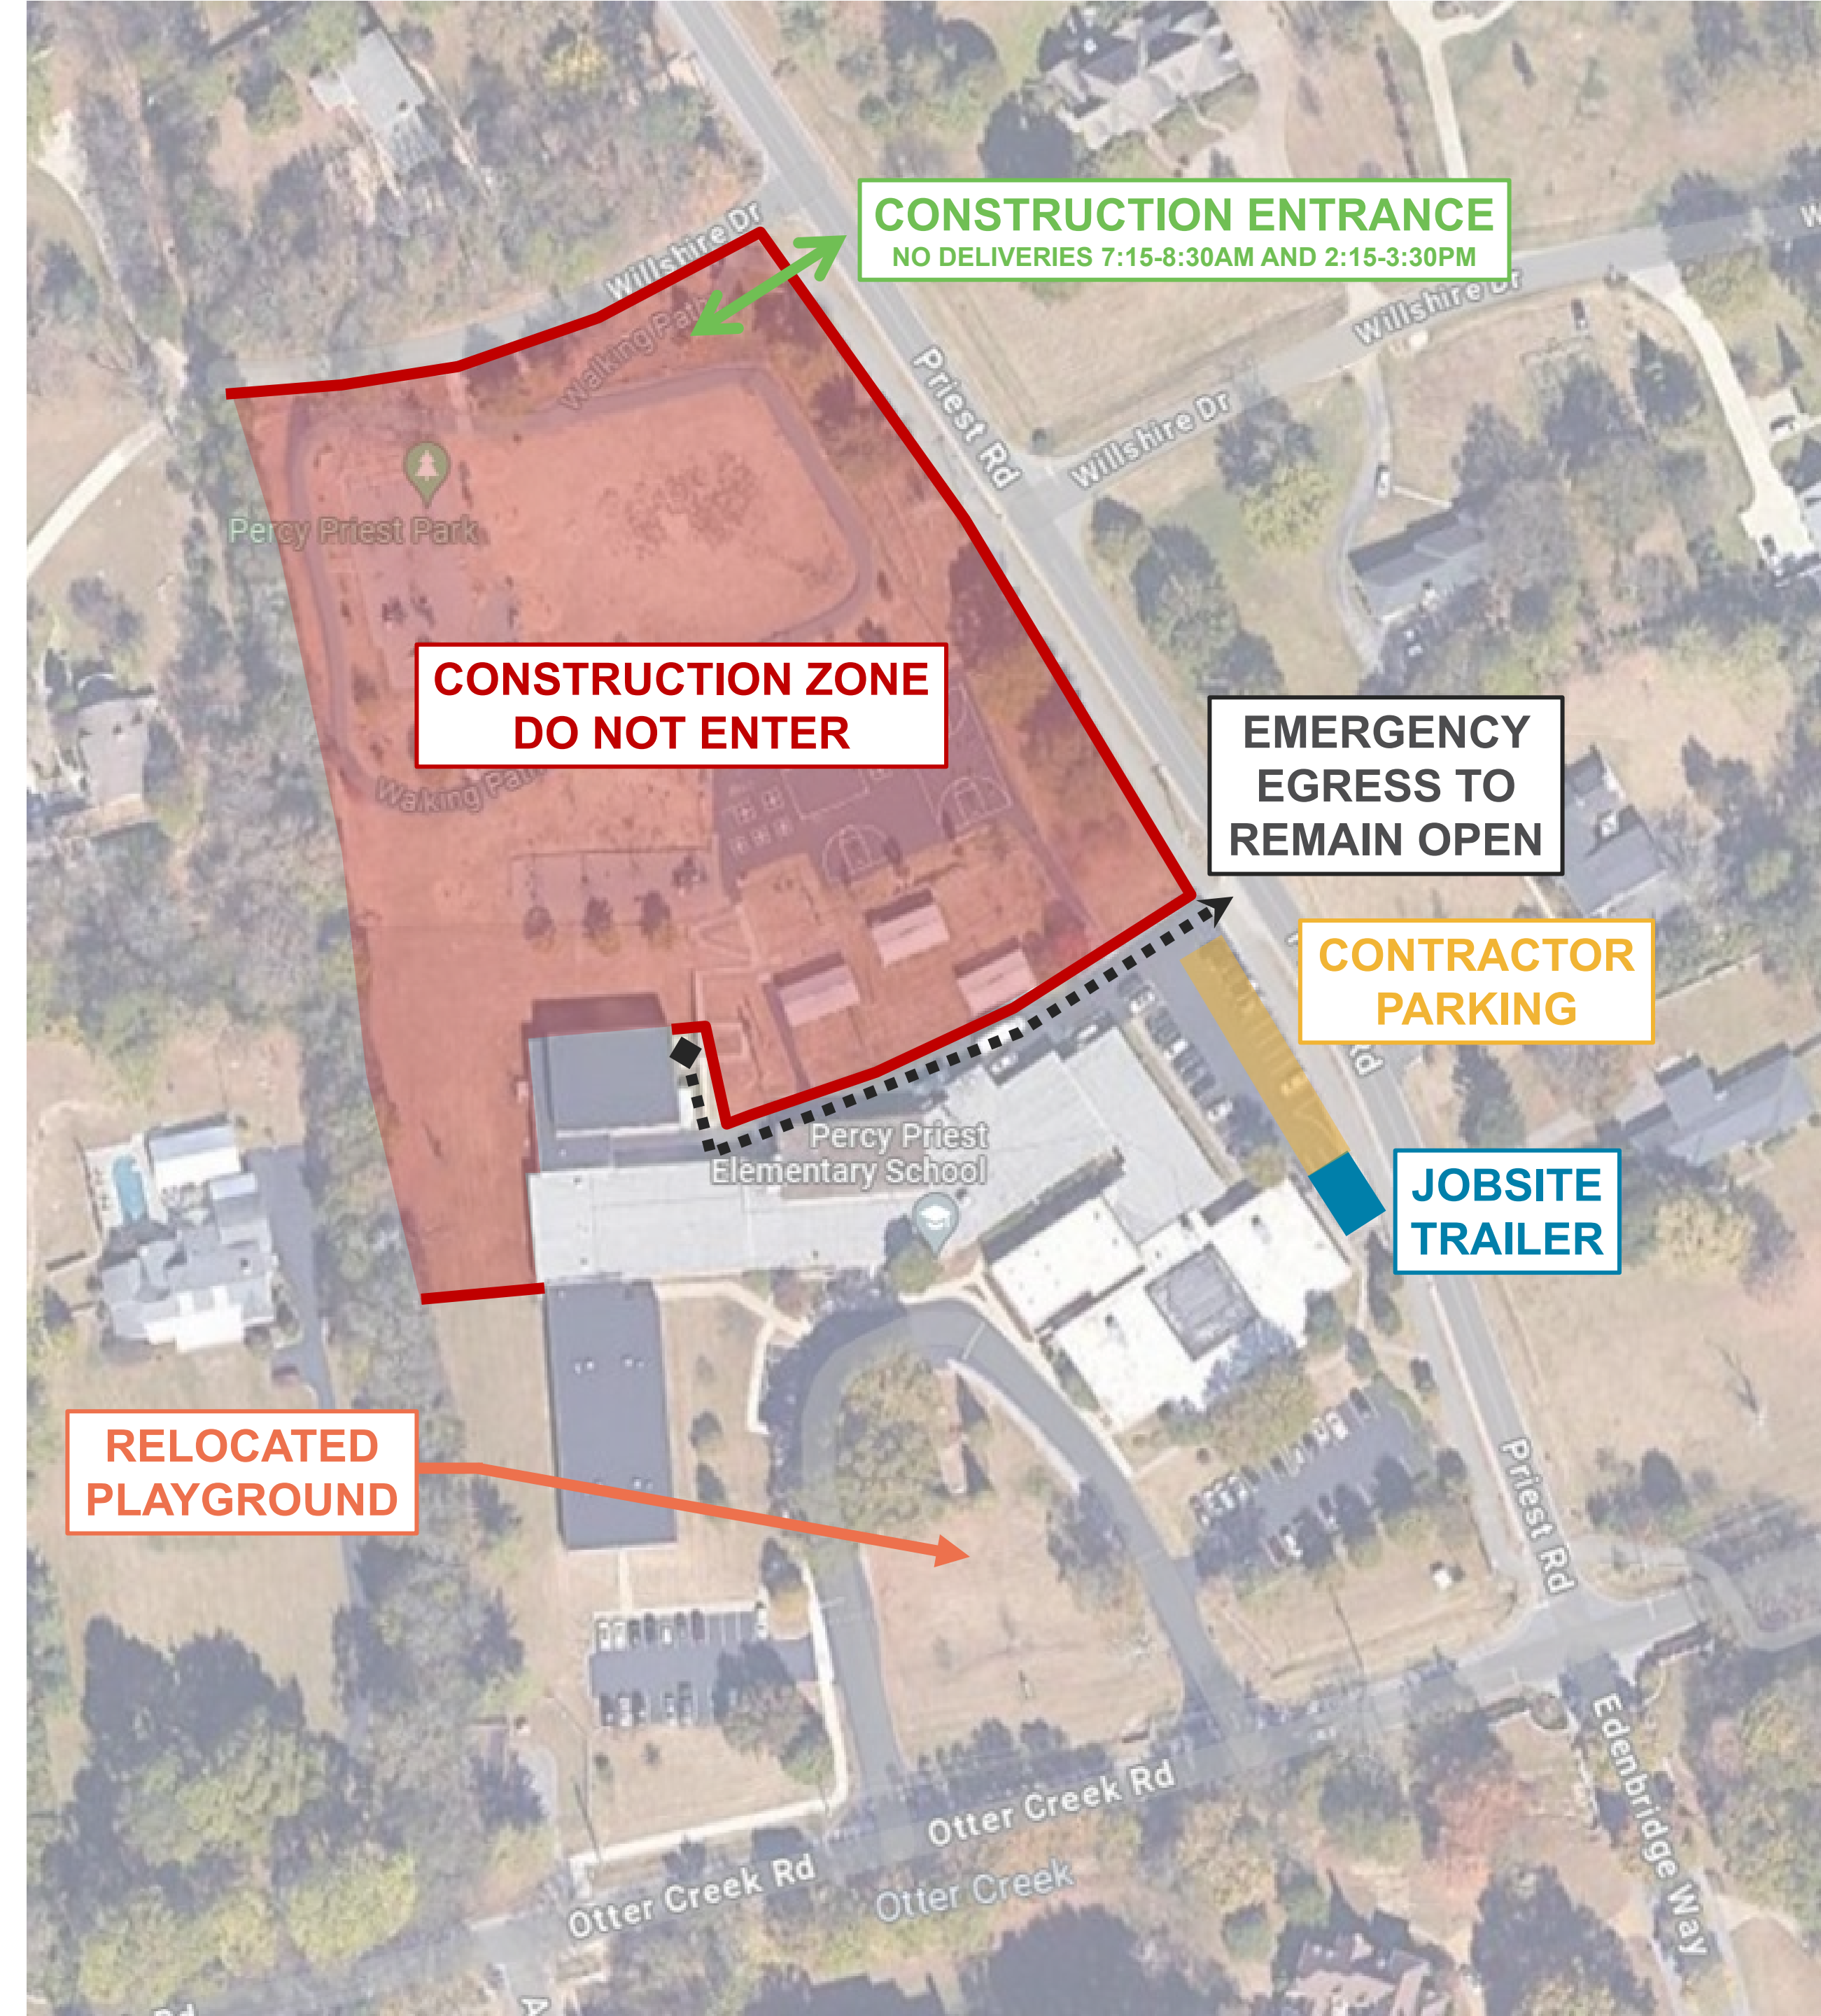 Willshire Dr
CONSTRUCTION ENTRANCE
NO DELIVERIES 7:15-8:30AM AND 2:15-3:30PM
Willshire Dr
Walking Path
Priest Rd
Willshire Dr
Percy Priest Park
CONSTRUCTION ZONE
DO NOT ENTER
Walking Path
EMERGENCY
EGRESS TO
REMAIN OPEN
CONTRACTOR
PARKING
Rd
Percy Priest
Elementary School
JOBSITE
TRAILER
RELOCATED
PLAYGROUND
Priest Rd
Edenbridge Way
Otter Creek Rd
Otter Creek Rd
Otter Creek
Rd